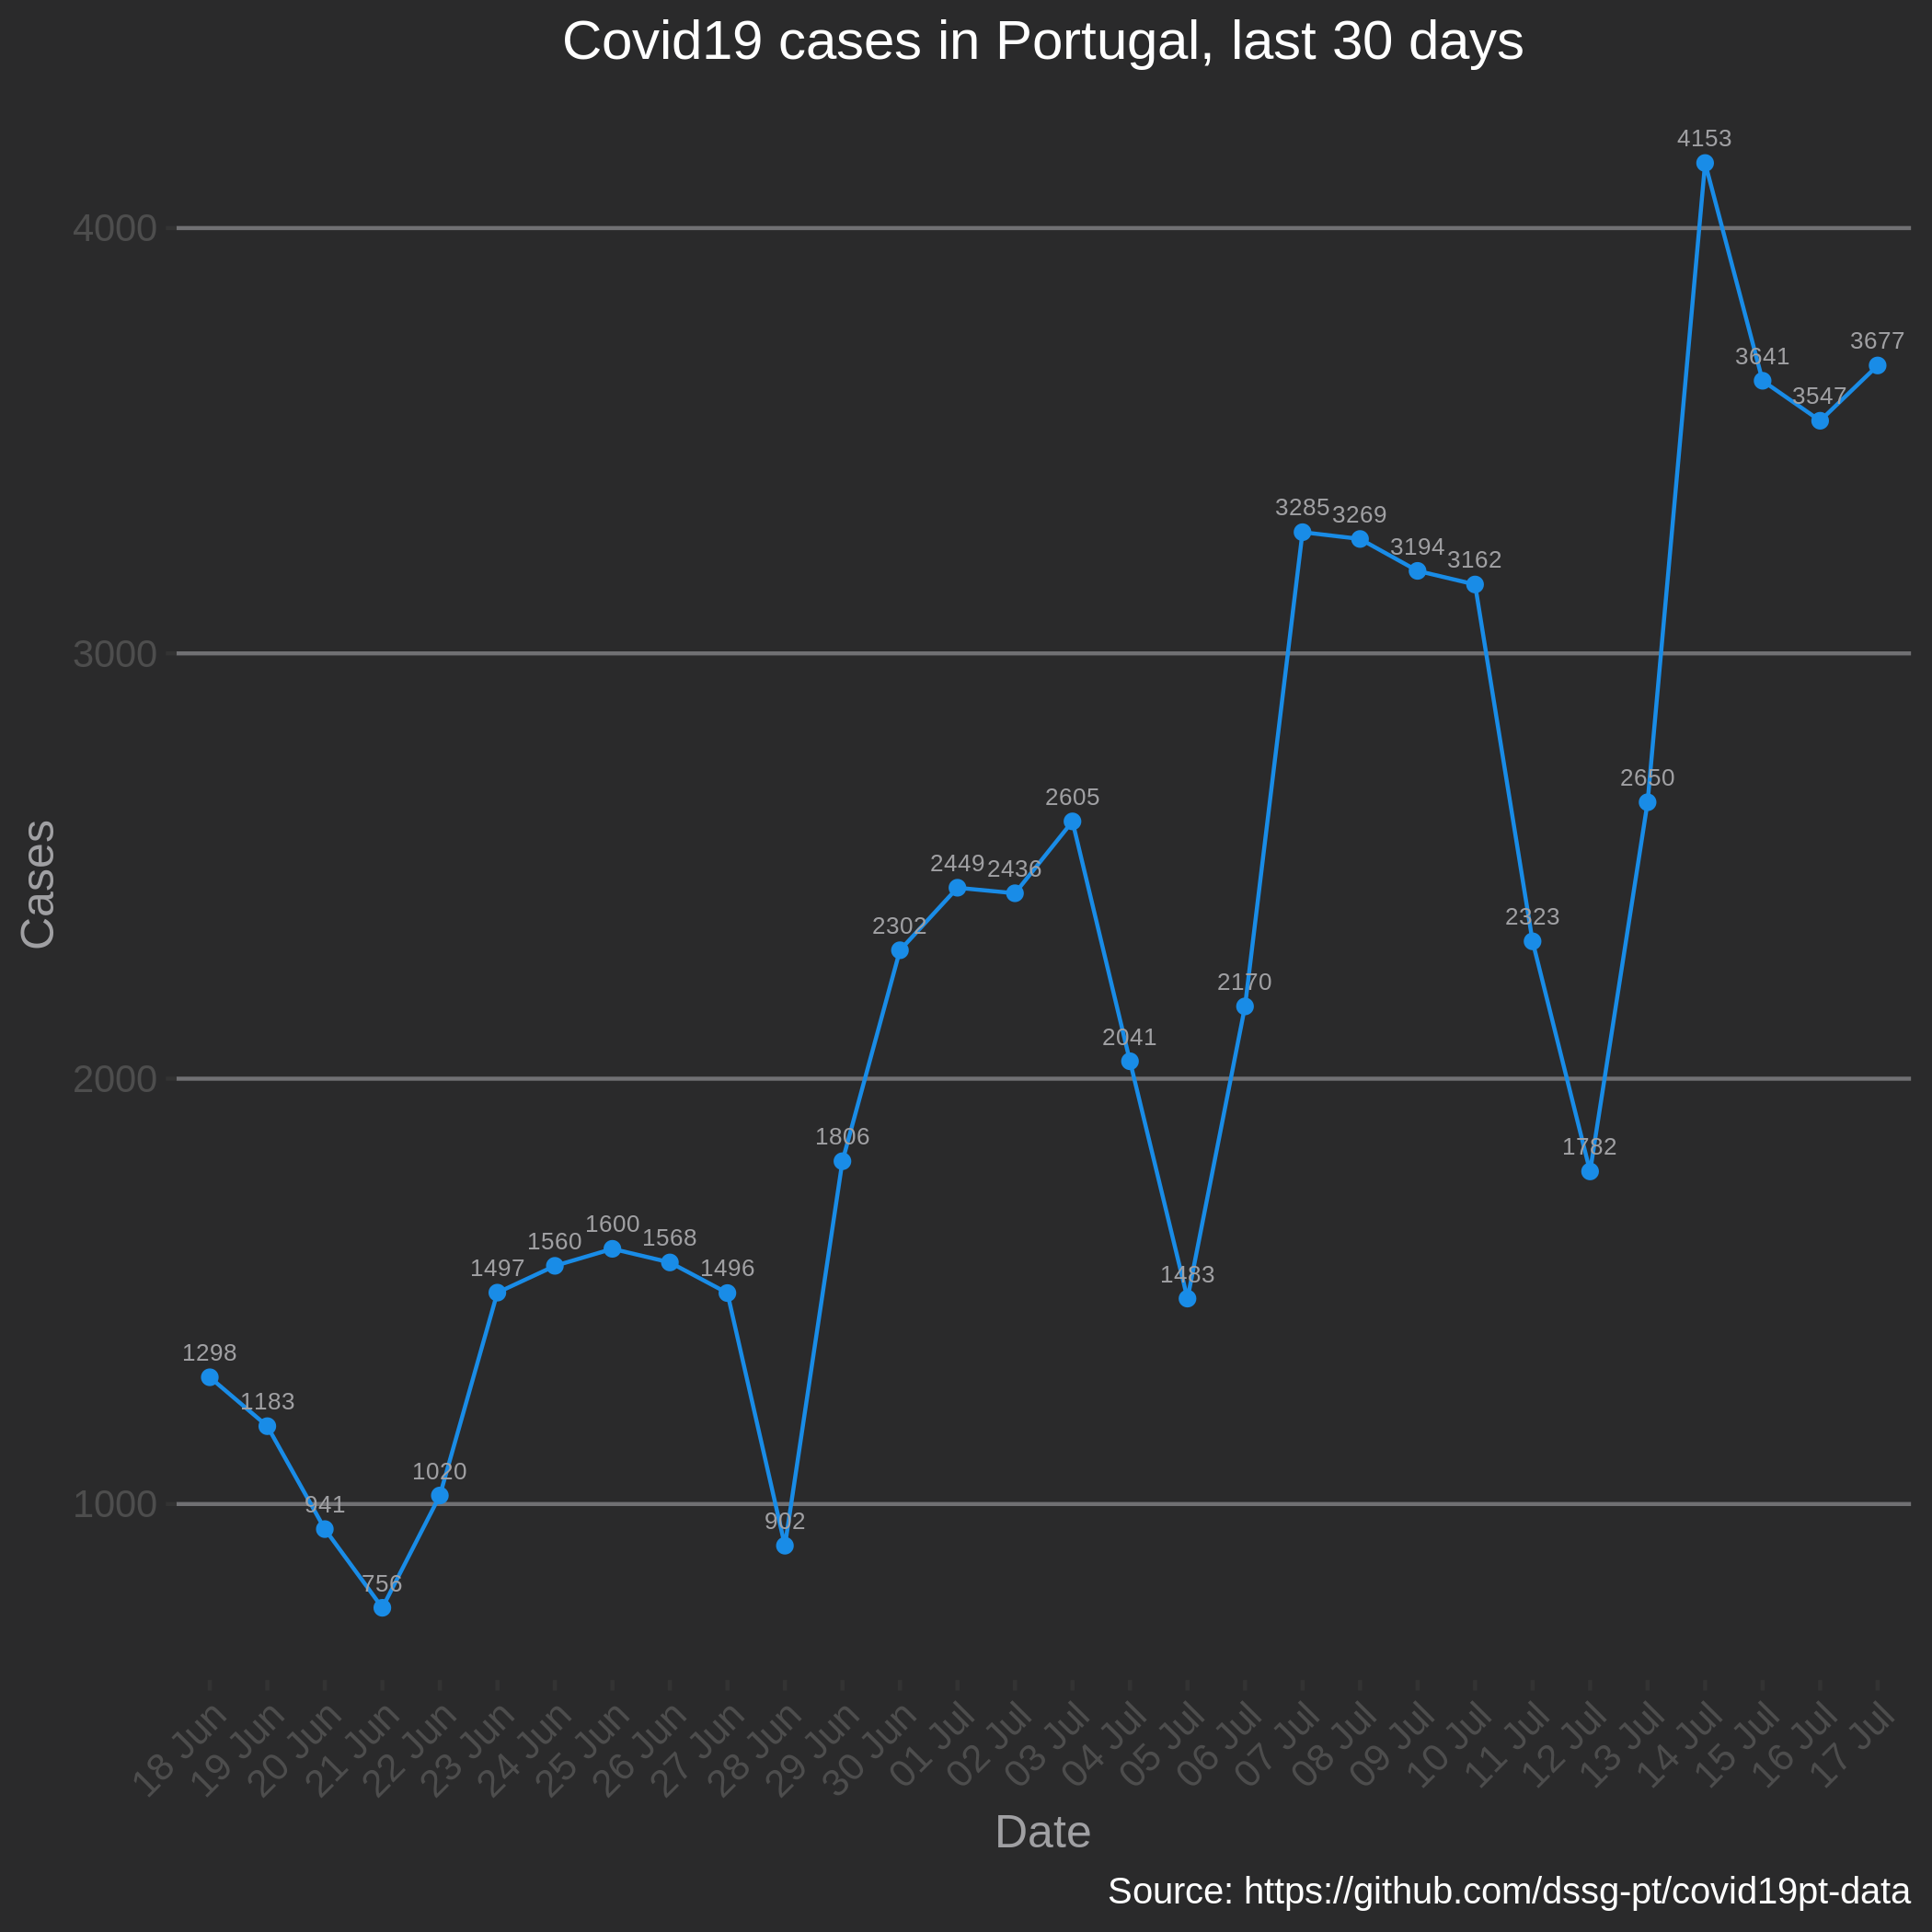 Covid19 cases in Portugal, last 30 days
4153
4000
3641
3677
3547
3285
3269
3194
3162
3000
2650
2605
2449
2436
2302
2323
2170
2041
2000
1806
1782
1600
1560
1568
1497
1496
1483
1298
1183
1020
1000
941
902
756
Cases
18 Jun
19 Jun
20 Jun
21 Jun
22 Jun
23 Jun
24 Jun
25 Jun
26 Jun
27 Jun
28 Jun
29 Jun
30 Jun
01 Jul
02 Jul
03 Jul
04 Jul
05 Jul
06 Jul
07 Jul
08 Jul
09 Jul
10 Jul
11 Jul
12 Jul
13 Jul
14 Jul
15 Jul
16 Jul
17 Jul
Date
Source: https://github.com/dssg-pt/covid19pt-data